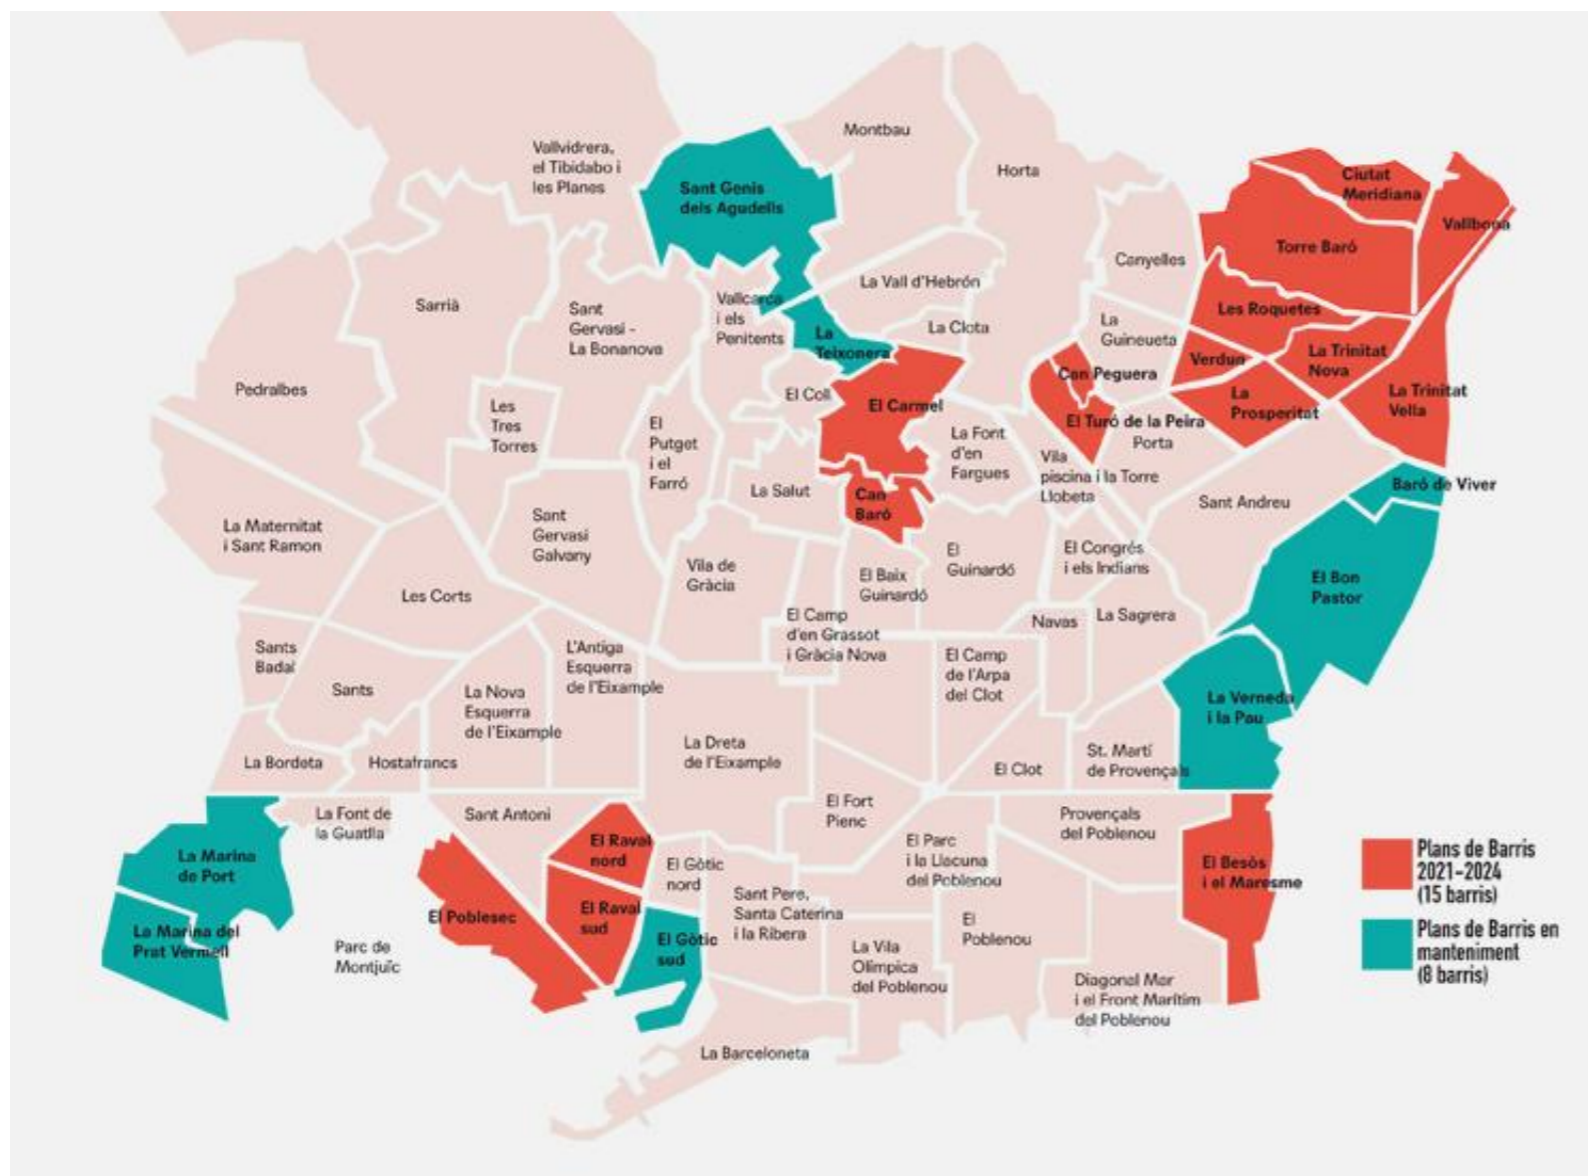 Montbau
Vallvidrera,
el Tibidabo i
les Planes
Horta
Ciutat
Meridiana
Sant Genis
dels Agudells
Vallbona
Torre Baró
Canyelles
La Vall d'Hebrón
Sarrià
Sant
Gervasi -
La Bonanova
Vallcarca
i els
Penitents
La
Teixonera
La Clota
La
Guineueta
Les Roquetes
Verdun
La Trinitat
Nova
Pedralbes
Can Peguera
El Coll
El Carmel
La
Prosperitat
La Trinitat
Vella
Les
Tres
Torres
El
Putget
i el
Farró
La Font
d'en
Fargues
El Turó de la Peira
Porta
Vila
piscina i la Torre
Llobeta
La Salut
Can
Baró
Sant Andreu
Baró de Viver
La Maternitat
i Sant Ramon
Sant
Gervasi
Galvany
Vila de
Gràcia
El Baix
Guinardó
El
Guinardó
El Congrés
i els Indians
El Bon
Pastor
Les Corts
El Camp
d'en Grassot
i Gràcia Nova
Navas
La Sagrera
Sants
Badal
Sants
L'Antiga
Esquerra
de l'Eixample
El Camp
de l'Arpa
del Clot
La Nova
Esquerra
de l'Eixample
La Verneda
i la Pau
La Dreta
de l'Eixample
La Bordeta
Hostafrancs
El Clot
St. Martí
de Provençals
La Font de
la Guatlla
Sant Antoni
El Fort
Pienc
Provençals
del Poblenou
El Raval
nord
El Parc
i la Llacuna
del Poblenou
La Marina
de Port
El Gòtic
nord
El Besòs
i el Maresme
Plans de Barris
2021-2024
(15 barris)
Sant Pere,
Santa Caterina
i la Ribera
El Poblesec
El Raval
sud
El
Poblenou
La Marina del
Prat Vermell
Parc de
Montjuïc
El Gòtic
sud
La Vila
Olímpica
del Poblenou
Plans de Barris en
manteniment
(8 barris)
Diagonal Mar
i el Front Marítim
del Poblenou
La Barceloneta